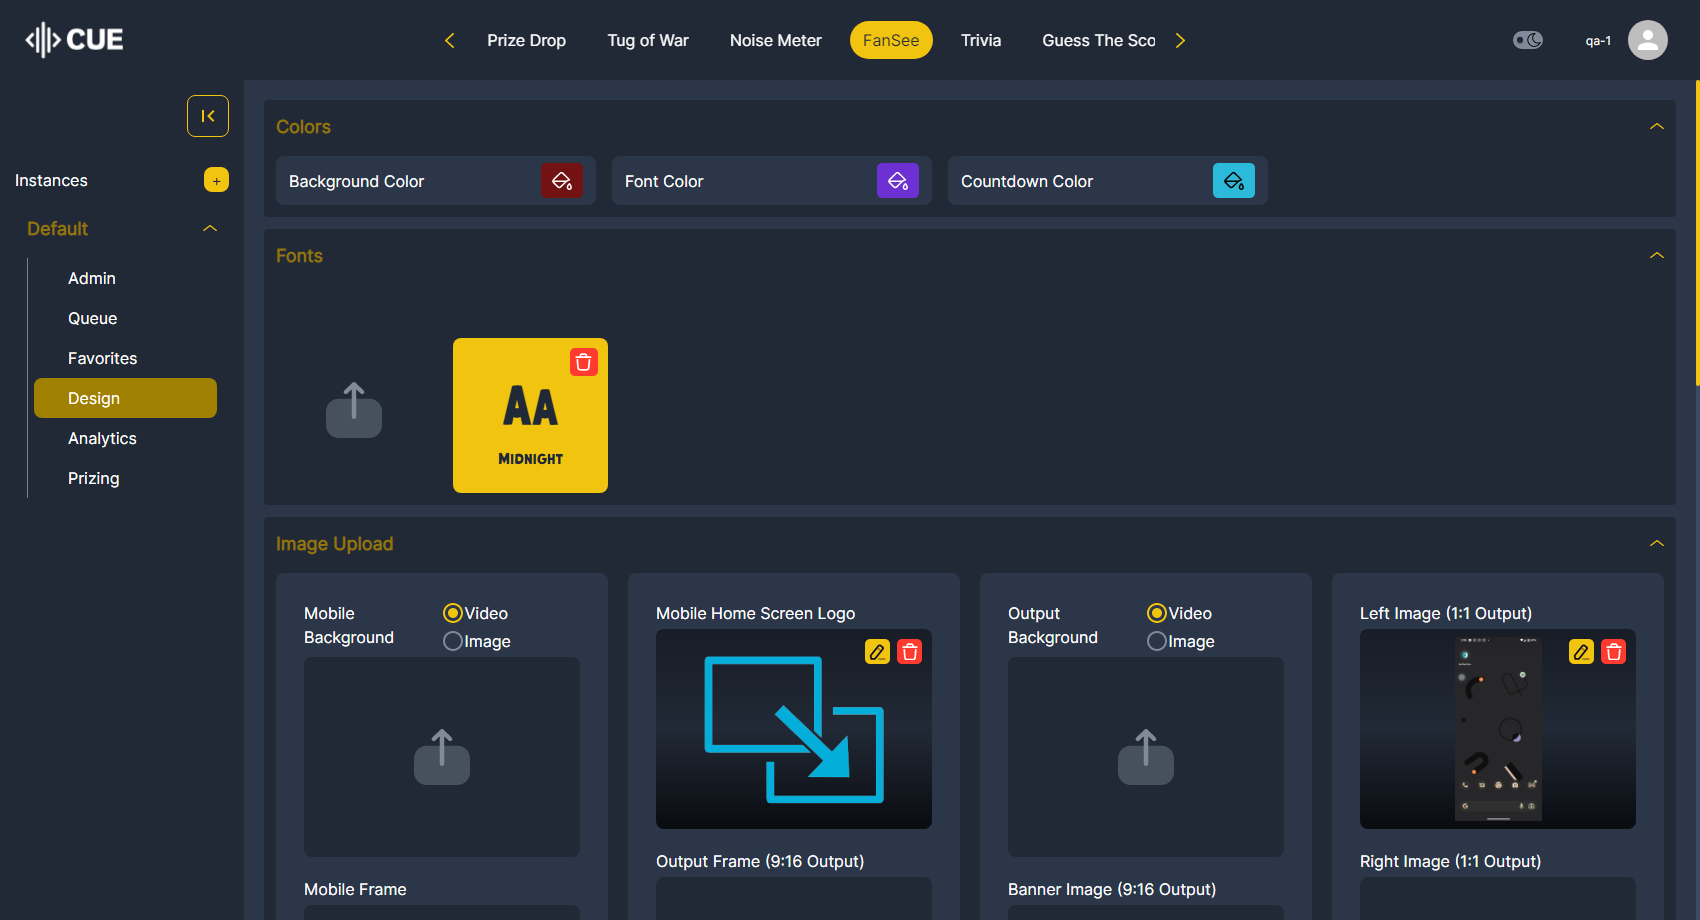 CUE
Prize Drop
Tug of War
Noise Meter
FanSee
Trivia
Guess The Sco
qa-1
Instances
+
Default
Admin
Queue
Favorites
Design
Analytics
Prizing
Colors
Background Color
Font Color
Countdown Color
Fonts
AA
MIDNIGHT
Image Upload
Mobile
Background
Video
Image
Mobile Home Screen Logo
Output
Background
Video
Image
Left Image (1:1 Output)
Mobile Frame
Output Frame (9:16 Output)
Banner Image (9:16 Output)
Right Image (1:1 Output)